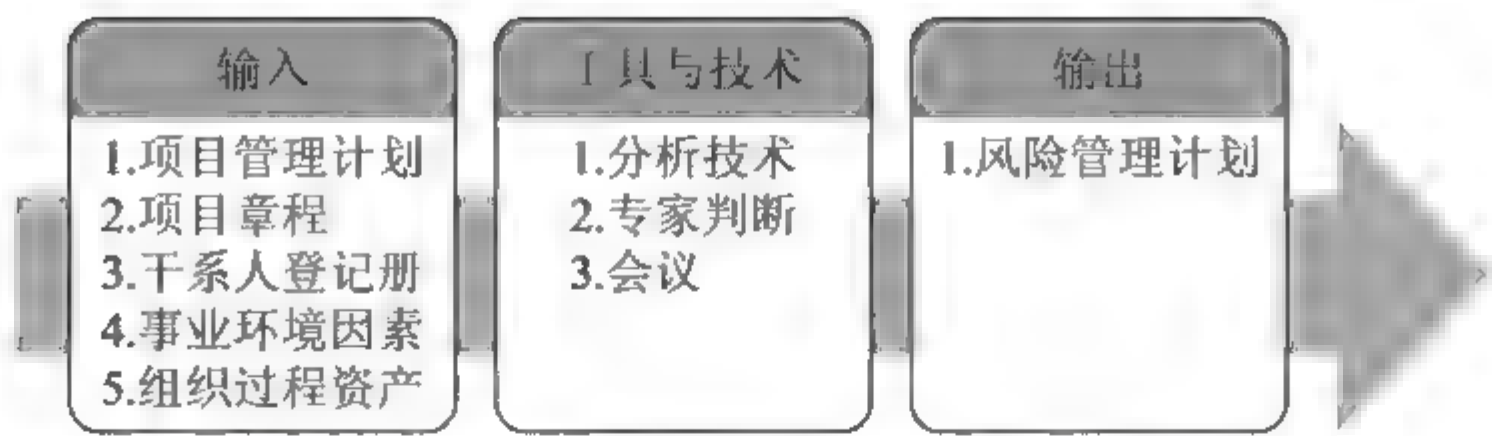 输入
1.项目管理计划
2.项目章程
3.干系人登记册
4.事业环境因素
5.组织过程资产
工具与技术
1.分析技术
2.专家判断
3.会议
输出
1.风险管理计划